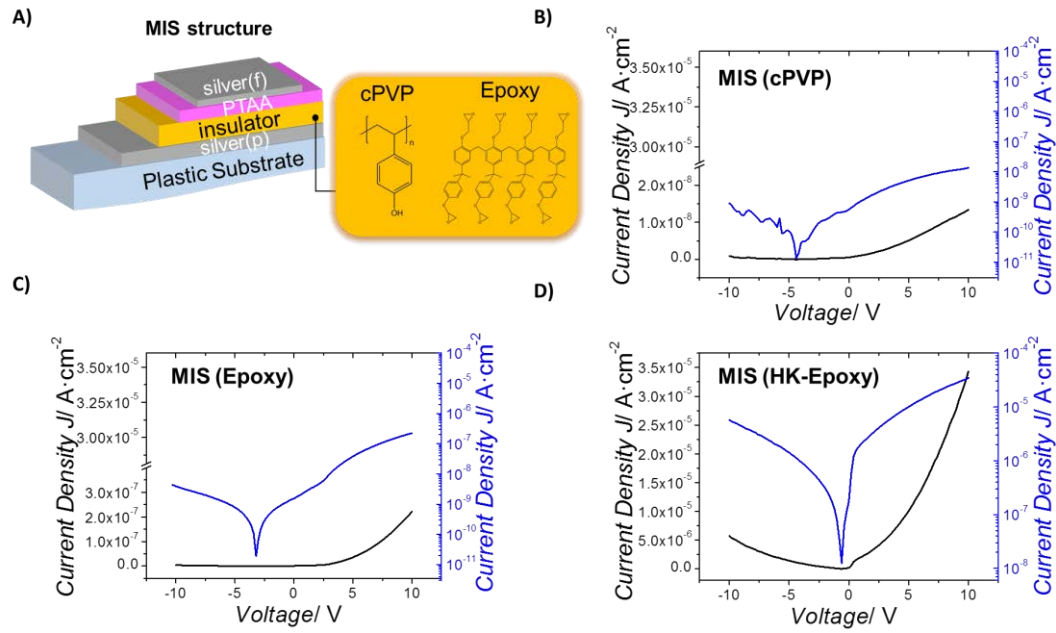 A)
MIS structure
silver(f)
PTAA
insulator
silver(p)
Plastic Substrate
cPVP
Epoxy
n
OH
B)
MIS (cPVP)
Current Density J/ A·cm⁻²
3.50x10⁻⁵
3.25x10⁻⁵
3.00x10⁻⁵
2.0x10⁻⁸
1.0x10⁻⁸
0.0
10⁻⁴
10⁻⁵
10⁻⁶
10⁻⁷
10⁻⁸
10⁻⁹
10⁻¹⁰
10⁻¹¹
Current Density J/ A·cm⁻²
-10 -5 0 5 10
Voltage/ V
C)
MIS (Epoxy)
Current Density J/ A·cm⁻²
3.50x10⁻⁵
3.25x10⁻⁵
3.00x10⁻⁵
3.0x10⁻⁷
2.0x10⁻⁷
1.0x10⁻⁷
0.0
10⁻⁴
10⁻⁵
10⁻⁶
10⁻⁷
10⁻⁸
10⁻⁹
10⁻¹⁰
10⁻¹¹
Current Density J/ A·cm⁻²
-10 -5 0 5 10
Voltage/ V
D)
MIS (HK-Epoxy)
Current Density J/ A·cm⁻²
3.5x10⁻⁵
3.0x10⁻⁵
2.5x10⁻⁵
2.0x10⁻⁵
1.5x10⁻⁵
1.0x10⁻⁵
5.0x10⁻⁶
0.0
10⁻⁴
10⁻⁵
10⁻⁶
10⁻⁷
10⁻⁸
Current Density J/ A·cm⁻²
-10 -5 0 5 10
Voltage/ V